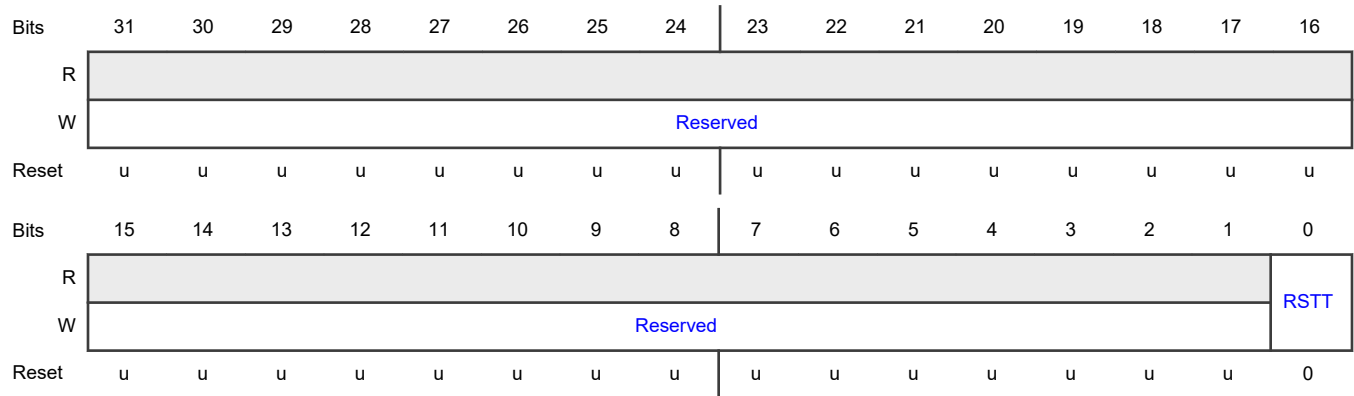 Bits 31 30 29 28 27 26 25 24 23 22 21 20 19 18 17 16
R
W Reserved
Reset u u u u u u u u u u u u u u u u
Bits 15 14 13 12 11 10 9 8 7 6 5 4 3 2 1 0
R
RSTT
W Reserved
Reset u u u u u u u u u u u u u u u 0